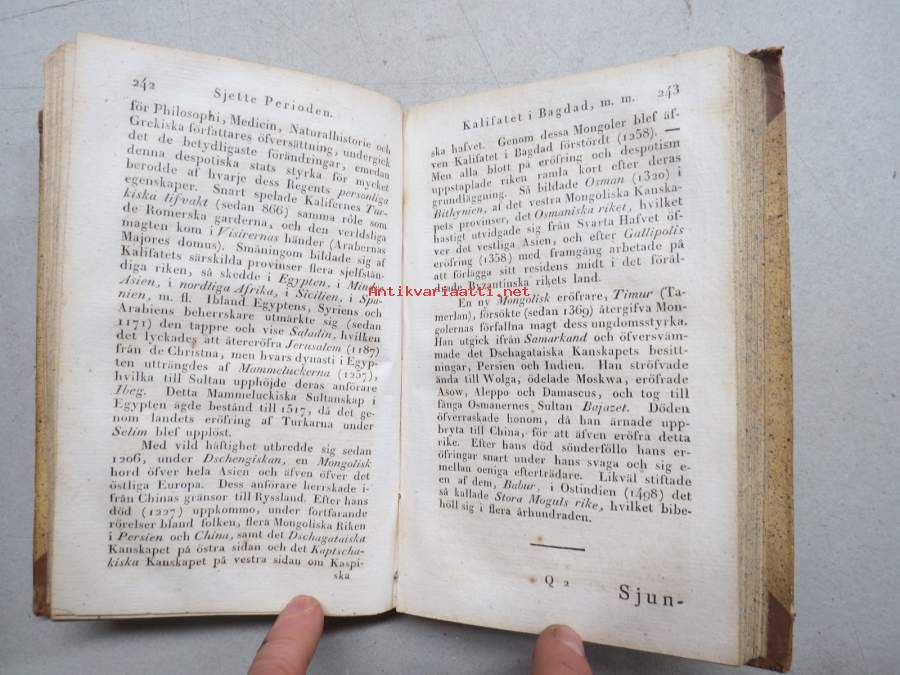 242
Sjette Perioden.
för Philosophi, Medicin, Naturalhistorie och
Grekiska författares öfversättning, undergick
det de betydligaste förändringar, emedan
denna despotiska stats styrka för mycket
berodde af hvarje dess Regents personliga
egenskaper. Snart spelade Kalifernes Tur-
kiska lifvakt (sedan 866) samma rôle som
de Romerska garderna, och den verldsliga
magten kom i Visirernas händer (Arabernas
Majores domus). Småningom bildade sig af
Kalifatets särskilda provinser flera sjelfstän-
diga riken, så skedde i Egypten, i Mindre
Asien, i nordliga Afrika, i Sicilien, i Spa-
nien, m. fl. Ibland Egyptens, Syriens och
Arabiens beherrskare utmärkte sig (sedan
1171) den tappre och vise Saladin, hvilken
det lyckades att återeröfra Jerusalem (1187)
från de Christna, men hvars dynasti i Egyp-
ten utträngdes af Mammeluckerna (1257),
hvilka till Sultan upphöjde deras anförare
Ibeg. Detta Mammeluckiska Sultanskap i
Egypten ägde bestånd till 1517, då det ge-
nom landets eröfring af Turkarna under
Selim blef upplöst.
Med vild häftighet utbredde sig sedan
1206, under Dschengiskan, en Mongolisk
hord öfver hela Asien och äfven öfver det
östliga Europa. Dess anförare herrskade i-
från Chinas gränsor till Ryssland. Efter hans
död (1227) uppkommo, under fortfarande
rörelser bland folken, flera Mongoliska Riken
i Persien och China, samt det Dschagataiska
Kanskapet på östra sidan och det Kaptscha-
kiska Kanskapet på vestra sidan om Kaspi-
ska
Kalifatet i Bagdad, m. m.
243
ska hafvet. Genom dessa Mongoler blef äf-
ven Kalifatet i Bagdad förstördt (1258). —
Men alla blott på eröfring och despotism
uppstaplade riken ramla kort efter deras
grundläggning. Så bildade Osman (1320) i
Bithynien, af det vestra Mongoliska Kanska-
pets provinser, det Osmaniska riket, hvilket
hastigt utvidgade sig från Svarta Hafvet öf-
ver det vestliga Asien, och efter Gallipolis
eröfring (1358) med framgång arbetade på
att förlägga sitt residens midt i det föräl-
drade Byzantinska rikets land.
En ny Mongolisk eröfrare, Timur (Ta-
merlan), försökte (sedan 1369) återgifva Mon-
golernas förfallna magt dess ungdomsstyrka.
Han utgick ifrån Samarkand och öfversväm-
made det Dschagataiska Kanskapets besitt-
ningar, Persien och Indien. Han ströfvade
ända till Wolga, ödelade Moskwa, eröfrade
Asow, Aleppo och Damascus, och tog till
fånga Osmanernes Sultan Bajazet. Döden
öfverraskade honom, då han ärnade upp-
bryta till China, för att äfven eröfra detta
rike. Efter hans död sönderföllo hans er-
öfringar snart under hans svaga och sig e-
mellan oeniga efterträdare. Likväl stiftade
en af dem, Babur, i Ostindien (1498) det
så kallade Stora Moguls rike, hvilket bibe-
höll sig i flera århundraden.
Q 2
Sjun-
Antikvariaatti.net